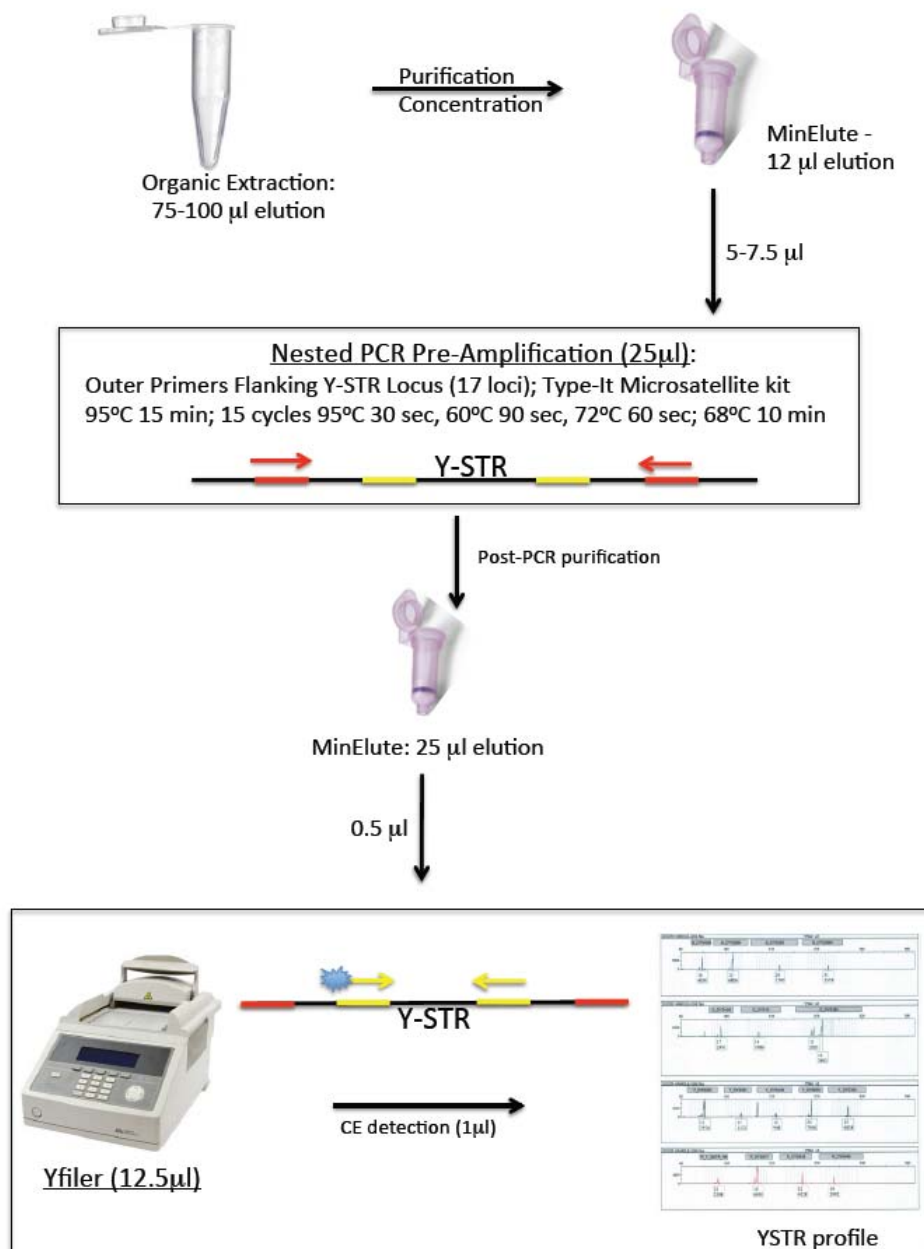 Purification
Concentration
Organic Extraction:
75-100 µl elution
MinElute -
12 µl elution
5-7.5 µl
Nested PCR Pre-Amplification (25µl):
Outer Primers Flanking Y-STR Locus (17 loci); Type-It Microsatellite kit
95ºC 15 min; 15 cycles 95ºC 30 sec, 60ºC 90 sec, 72ºC 60 sec; 68ºC 10 min
Y-STR
Post-PCR purification
MinElute: 25 µl elution
0.5 µl
Y-STR
CE detection (1µl)
Yfiler (12.5µl)
YSTR profile